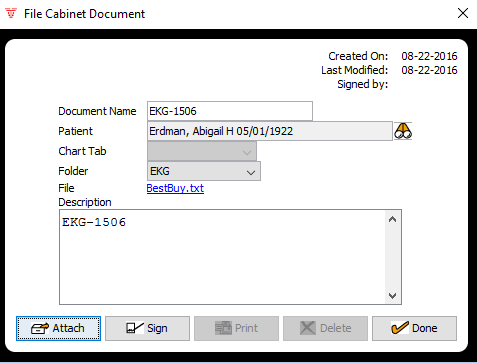 File Cabinet Document
Created On: 08-22-2016
Last Modified: 08-22-2016
Signed by:
Document Name EKG-1506
Patient Erdman, Abigail H 05/01/1922
Chart Tab
Folder EKG
File BestBuy.txt
Description
EKG-1506
Attach Sign Print Delete Done